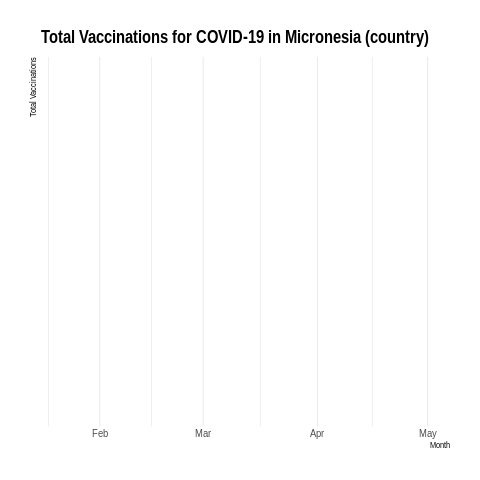 Total Vaccinations for COVID-19 in Micronesia (country)
Total Vaccinations
Feb Mar Apr May
Month